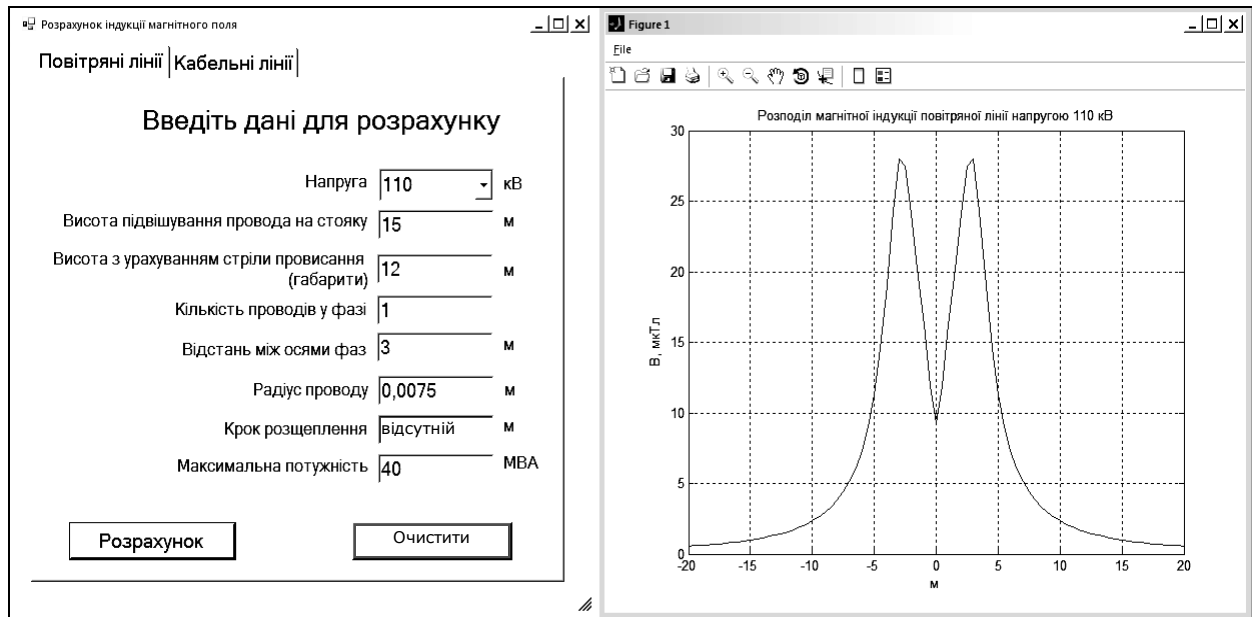 Розрахунок індукції магнітного поля
Повітряні лінії Кабельні лінії
Введіть дані для розрахунку
Напруга 110 кВ
Висота підвішування провода на стояку 15 м
Висота з урахуванням стріли провисання
(габарити) 12 м
Кількість проводів у фазі 1
Відстань між осями фаз 3 м
Радіус проводу 0,0075 м
Крок розщеплення відсутній м
Максимальна потужність 40 МВА
Розрахунок Очистити
Figure 1
File
Розподіл магнітної індукції повітряної лінії напругою 110 кВ
30
25
20
15
10
5
0
В, мкТл
-20 -15 -10 -5 0 5 10 15 20
м